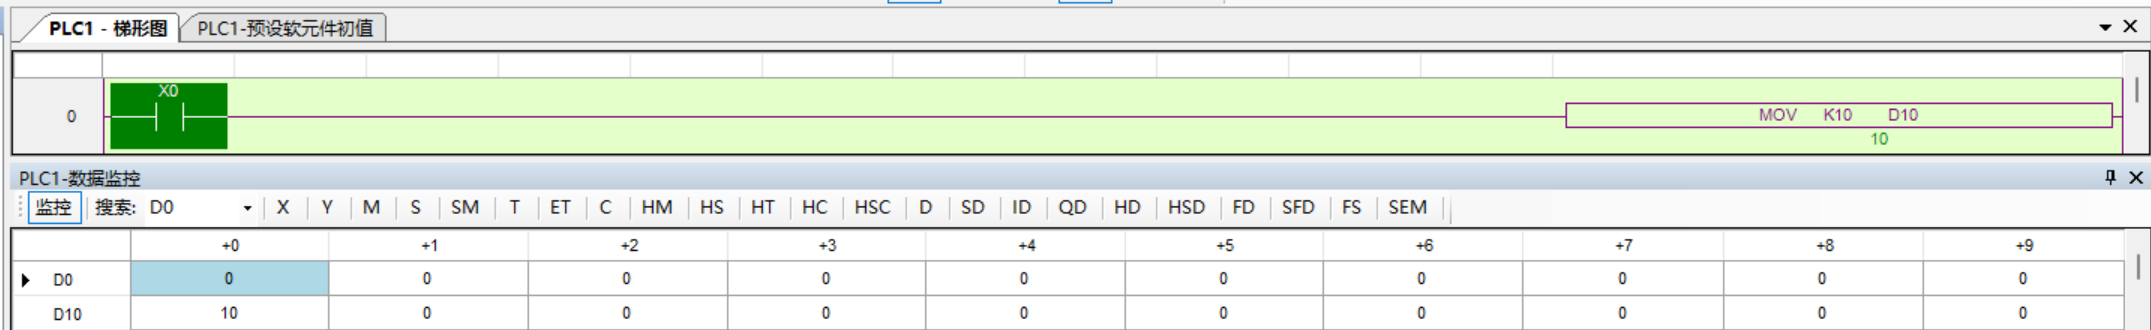 PLC1 - 梯形图 PLC1-预设软元件初值
X0
0 MOV K10 D10
10
PLC1-数据监控
监控 搜索: D0 X Y M S SM T ET C HM HS HT HC HSC D SD ID QD HD HSD FD SFD FS SEM
+0 +1 +2 +3 +4 +5 +6 +7 +8 +9
D0 0 0 0 0 0 0 0 0 0 0
D10 10 0 0 0 0 0 0 0 0 0